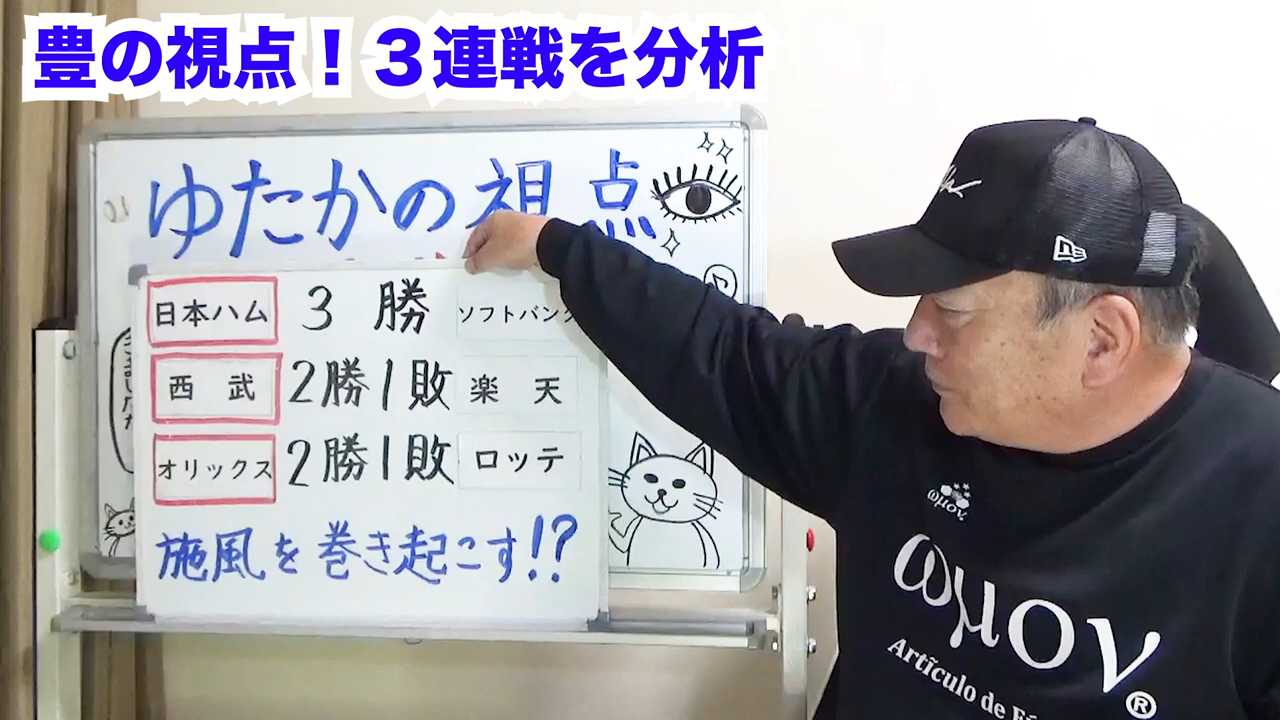 豊の視点！３連戦を分析
ゆたかの視点
日本ハム 3 勝 ソフトバンク
西 武 2勝1敗 楽 天
オリックス 2勝1敗 ロッテ
施風を巻き起こす!?
ωμον
ωμον®
Artículo de